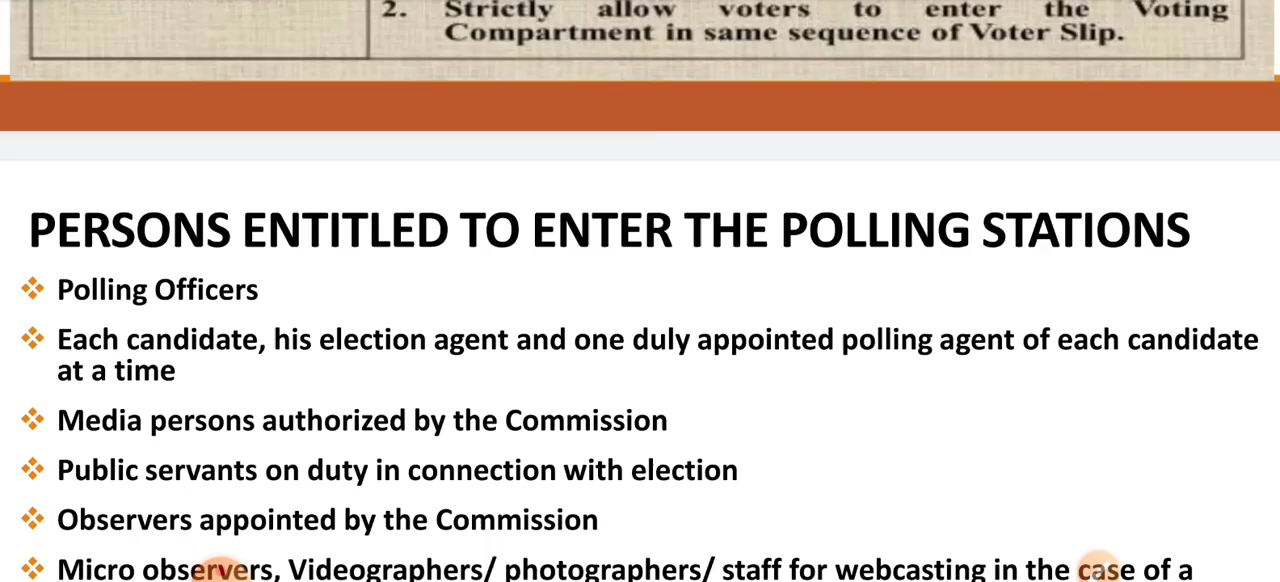 2. Strictly allow voters to enter the Voting
Compartment in same sequence of Voter Slip.
PERSONS ENTITLED TO ENTER THE POLLING STATIONS
Polling Officers
Each candidate, his election agent and one duly appointed polling agent of each candidate
at a time
Media persons authorized by the Commission
Public servants on duty in connection with election
Observers appointed by the Commission
Micro observers, Videographers/ photographers/ staff for webcasting in the case of a